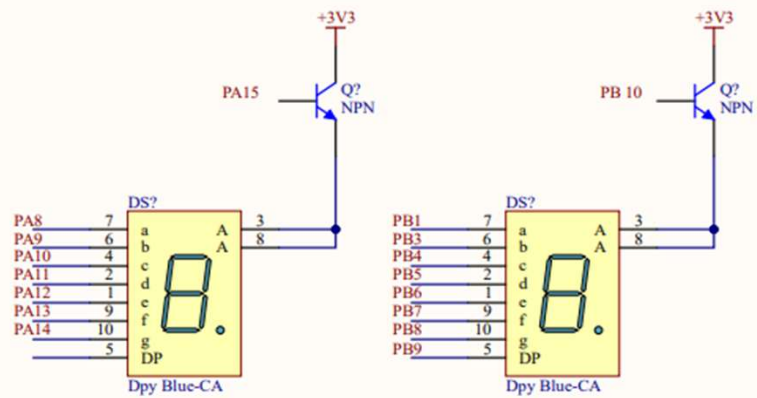 +3V3
PA15
Q?
NPN
DS?
PA8 7 a A 3
PA9 6 b A 8
PA10 4 c
PA11 2 d
PA12 1 e
PA13 9 f
PA14 10 g
5 DP
Dpy Blue-CA
+3V3
PB 10
Q?
NPN
DS?
PB1 7 a A 3
PB3 6 b A 8
PB4 4 c
PB5 2 d
PB6 1 e
PB7 9 f
PB8 10 g
PB9 5 DP
Dpy Blue-CA